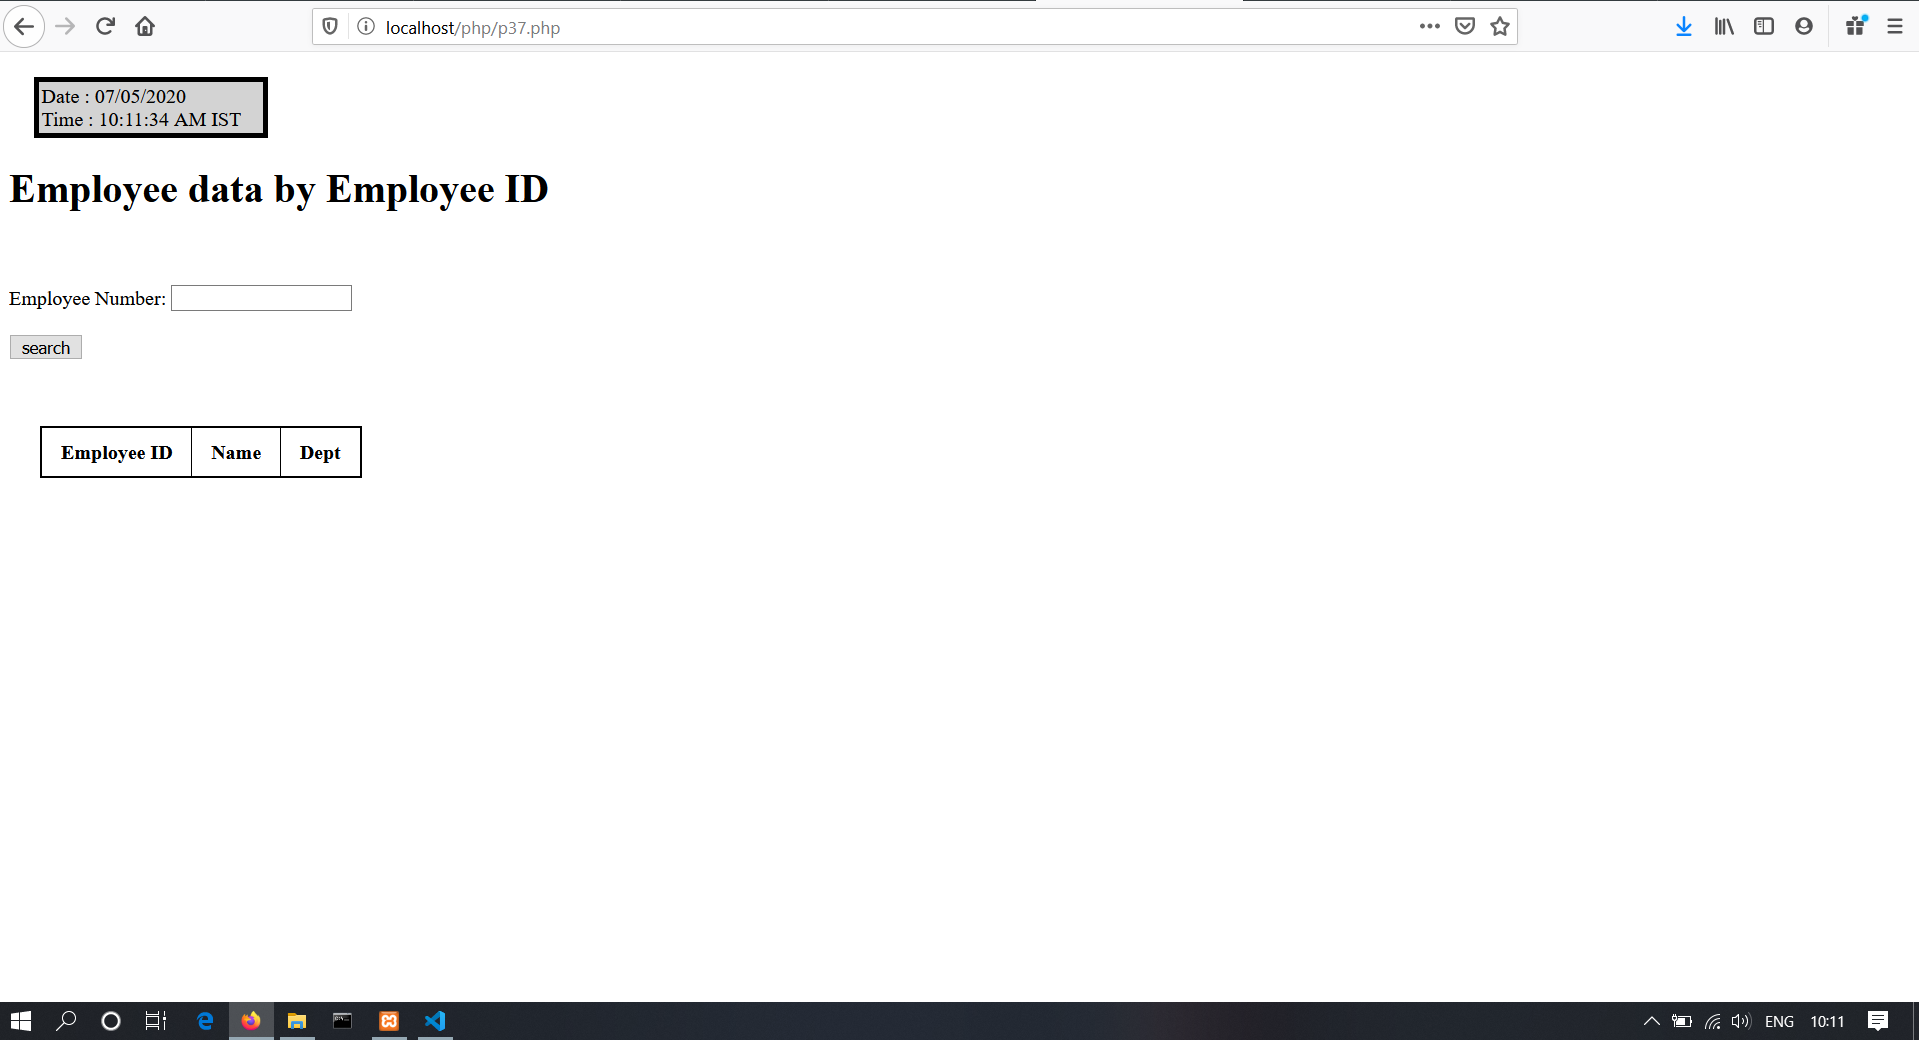 localhost/php/p37.php
Date : 07/05/2020
Time : 10:11:34 AM IST
Employee data by Employee ID
Employee Number:
search
Employee ID Name Dept
ENG 10:11